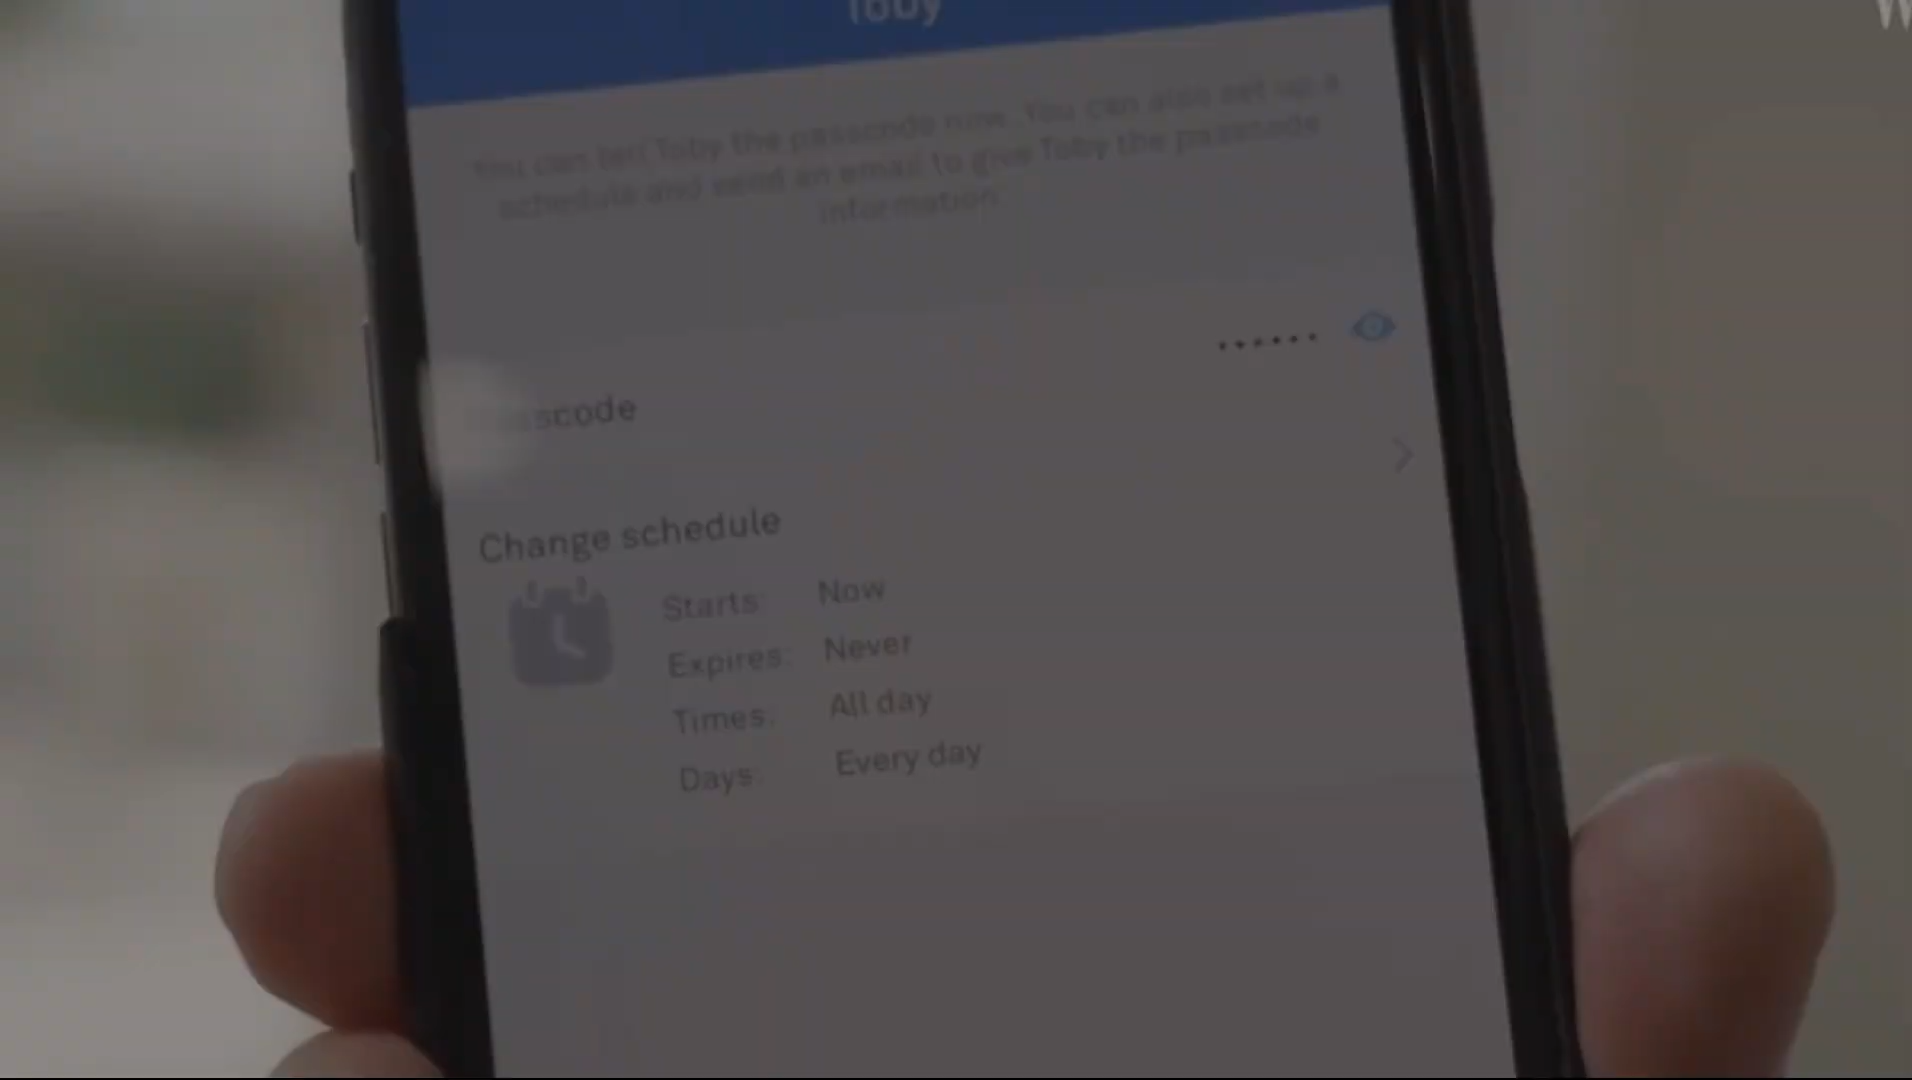 Toby
You can tell Toby the passcode now. You can also set up a
schedule and send an email to give Toby the passcode
information.
Passcode
Change schedule
Starts: Now
Expires: Never
Times: All day
Days: Every day